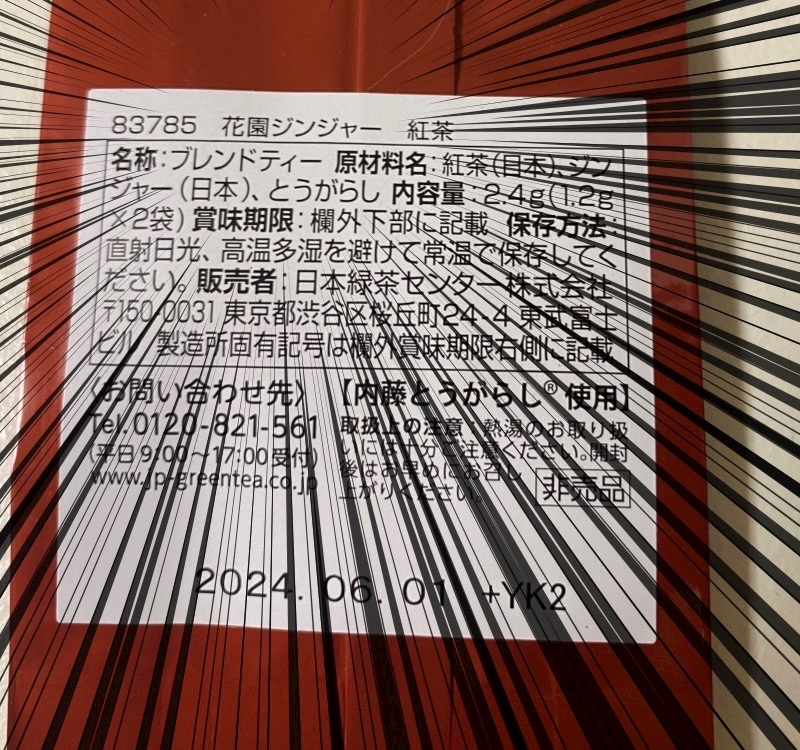 83785 花園ジンジャー 紅茶
名称：ブレンドティー 原材料名：紅茶（日本）、ジン
ジャー（日本）、とうがらし 内容量：2.4g（1.2g
×2袋） 賞味期限：欄外下部に記載 保存方法：
直射日光、高温多湿を避けて常温で保存してく
ださい。 販売者：日本緑茶センター株式会社
〒150-0031 東京都渋谷区桜丘町24-4 東武富士
ビル 製造所固有記号は欄外賞味期限右側に記載
〈お問い合わせ先〉
Tel.0120-821-561
（平日9:00〜17:00受付）
www.jp-greentea.co.jp
【内藤とうがらし®使用】
取扱上の注意：熱湯のお取り扱
いには十分ご注意ください。開封
後はお早めにお召し
上がりください。
非売品
2024. 06. 01 +YK2